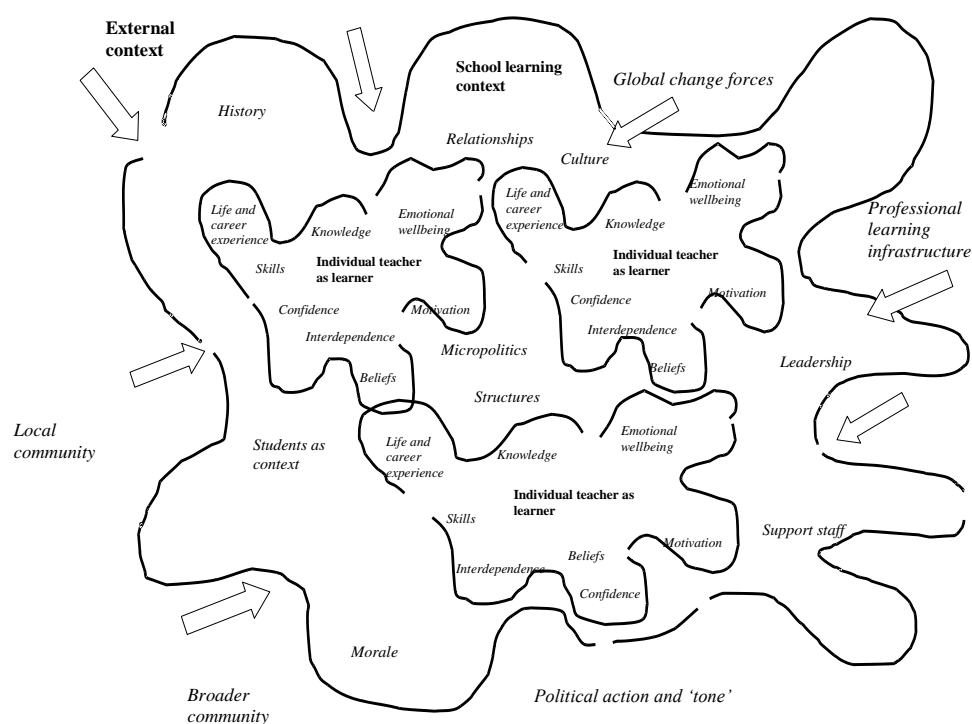 External
context
School learning
context
Global change forces
History
Relationships
Culture
Life and
career
experience
Knowledge
Emotional
wellbeing
Skills
Individual teacher
as learner
Confidence
Motivation
Interdependence
Beliefs
Life and
career
experience
Knowledge
Emotional
wellbeing
Skills
Individual teacher
as learner
Confidence
Motivation
Interdependence
Beliefs
Professional
learning
infrastructure
Micropolitics
Leadership
Structures
Local
community
Students as
context
Life and
career
experience
Knowledge
Emotional
wellbeing
Individual teacher as
learner
Skills
Interdependence
Beliefs
Motivation
Confidence
Support staff
Morale
Broader
community
Political action and ‘tone’